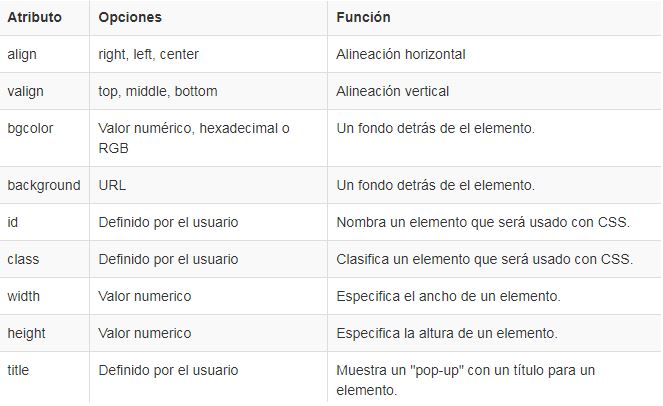 Atributo Opciones Función
align right, left, center Alineación horizontal
valign top, middle, bottom Alineación vertical
bgcolor Valor numérico, hexadecimal o Un fondo detrás de el elemento.
RGB
background URL Un fondo detrás de el elemento.
id Definido por el usuario Nombra un elemento que será usado con CSS.
class Definido por el usuario Clasifica un elemento que será usado con CSS.
width Valor numerico Especifica el ancho de un elemento.
height Valor numerico Especifica la altura de un elemento.
title Definido por el usuario Muestra un "pop-up" con un título para un
elemento.